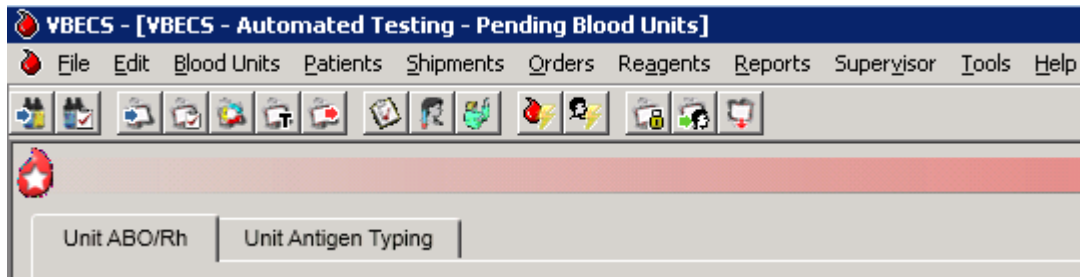 VBECS - [VBECS - Automated Testing - Pending Blood Units]
File Edit Blood Units Patients Shipments Orders Reagents Reports Supervisor Tools Help
Unit ABO/Rh Unit Antigen Typing